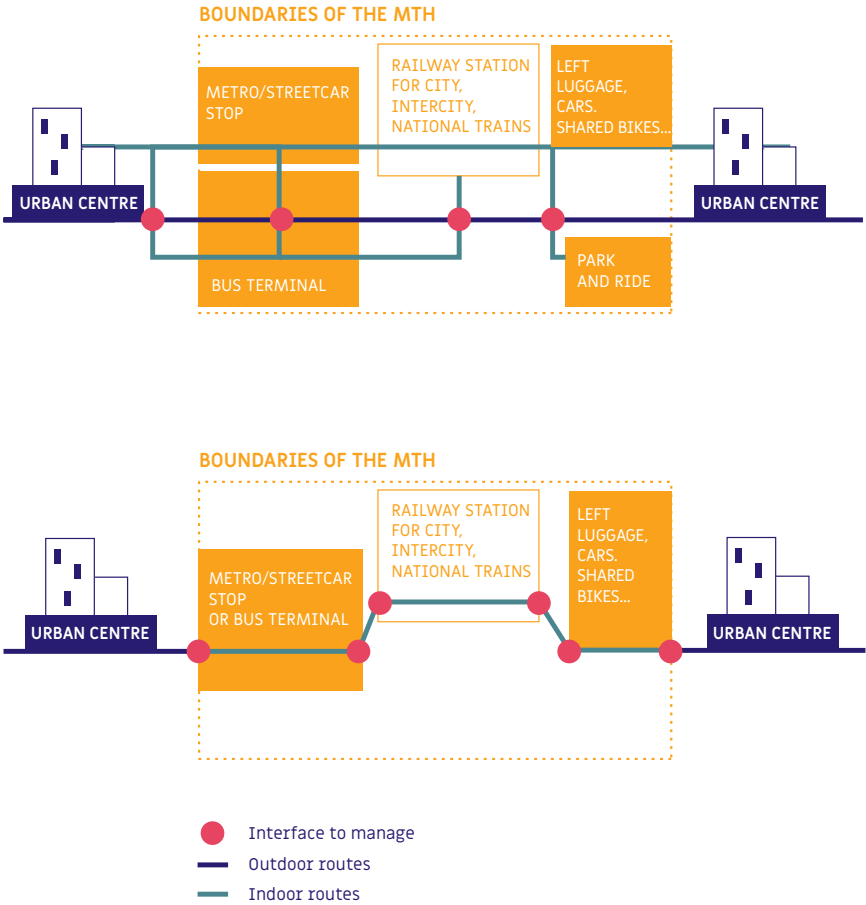 BOUNDARIES OF THE MTH
METRO/STREETCAR
STOP
RAILWAY STATION
FOR CITY,
INTERCITY,
NATIONAL TRAINS
LEFT
LUGGAGE,
CARS.
SHARED BIKES...
URBAN CENTRE
URBAN CENTRE
BUS TERMINAL
PARK
AND RIDE
BOUNDARIES OF THE MTH
METRO/STREETCAR
STOP
OR BUS TERMINAL
RAILWAY STATION
FOR CITY,
INTERCITY,
NATIONAL TRAINS
LEFT
LUGGAGE,
CARS.
SHARED
BIKES...
URBAN CENTRE
URBAN CENTRE
Interface to manage
Outdoor routes
Indoor routes